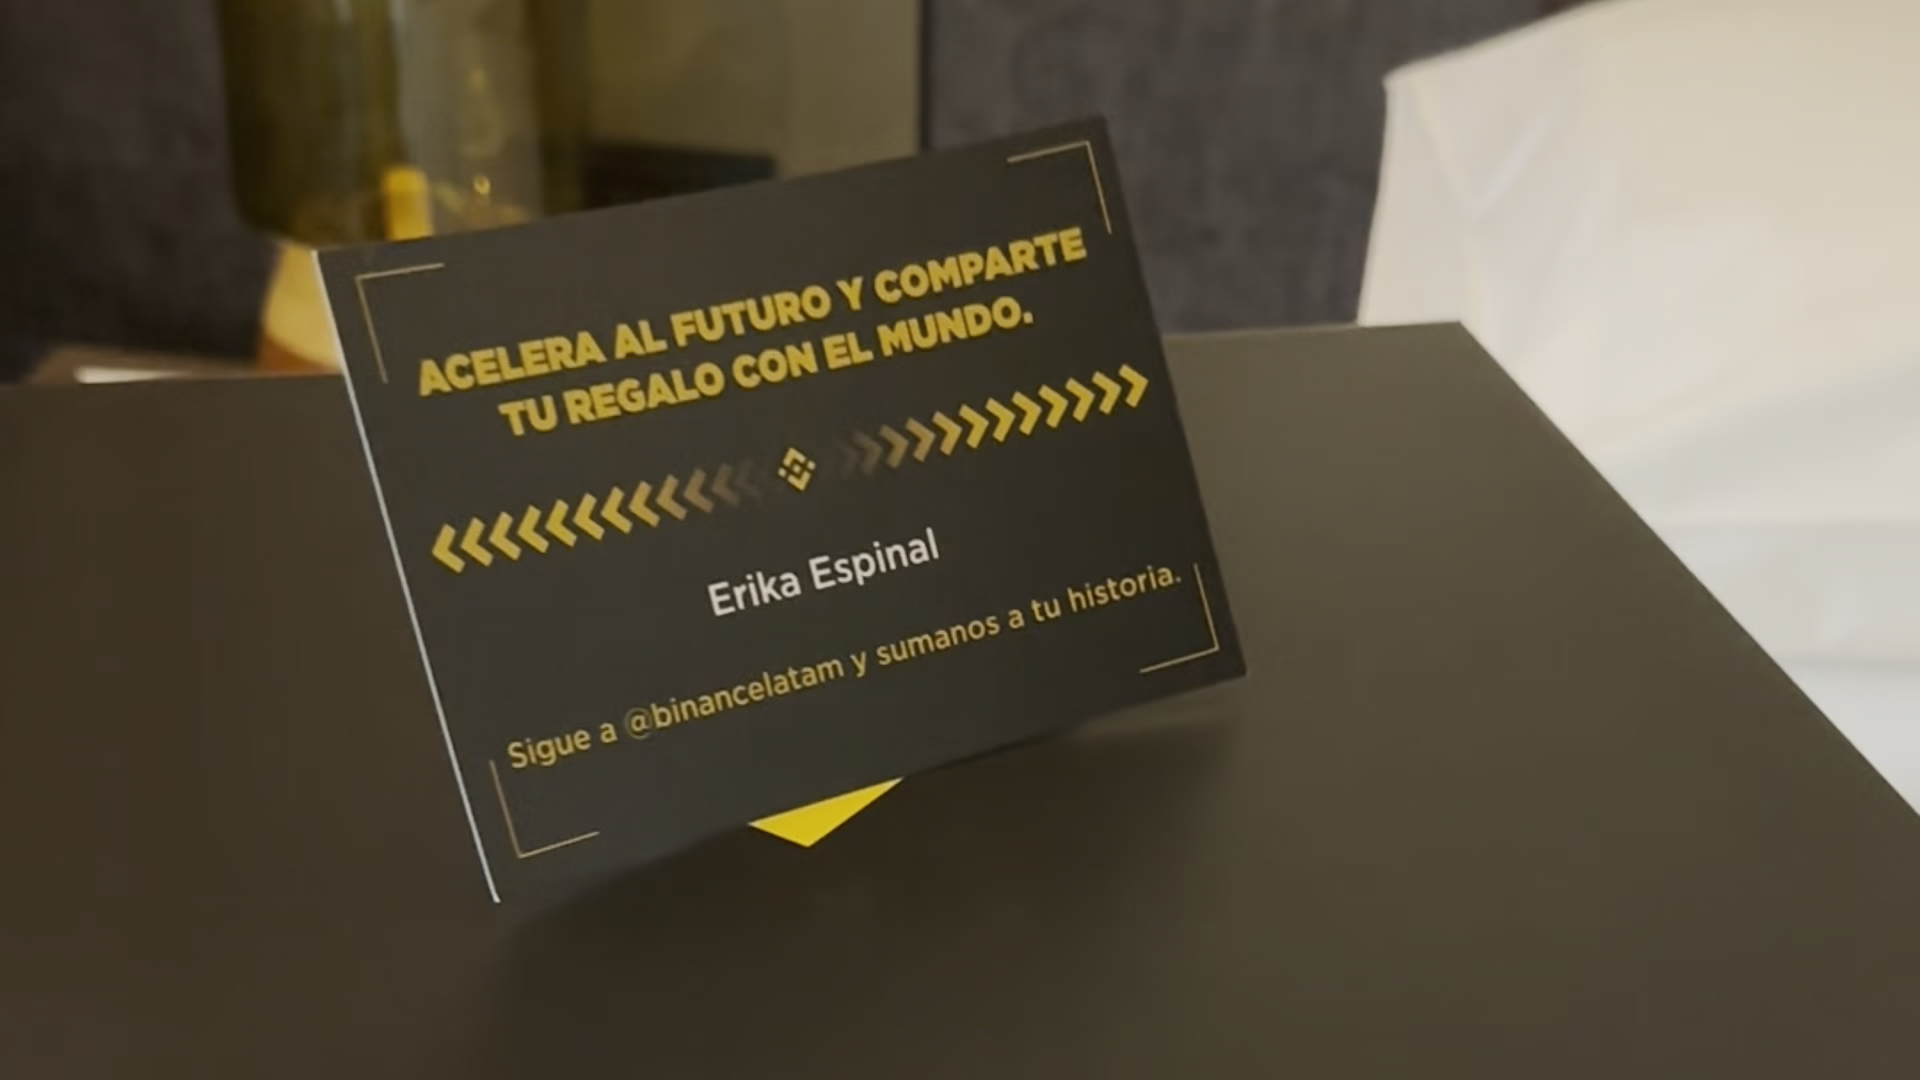 ACELERA AL FUTURO Y COMPARTE
TU REGALO CON EL MUNDO.
Erika Espinal
Sigue a @binancelatam y sumanos a tu historia.